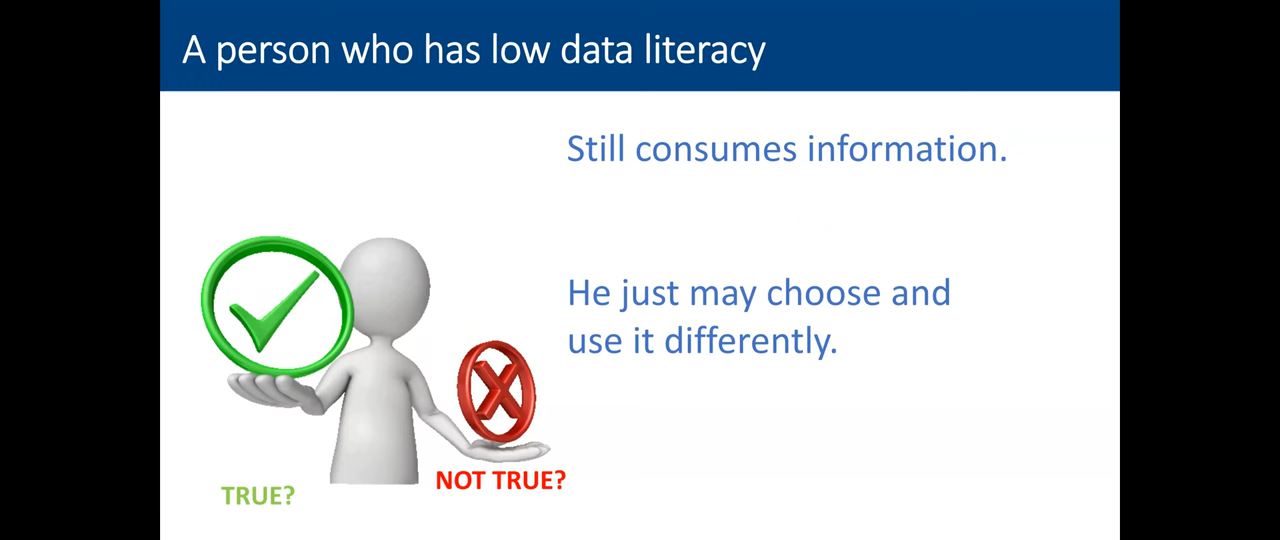 A person who has low data literacy
Still consumes information.
He just may choose and
use it differently.
NOT TRUE?
TRUE?